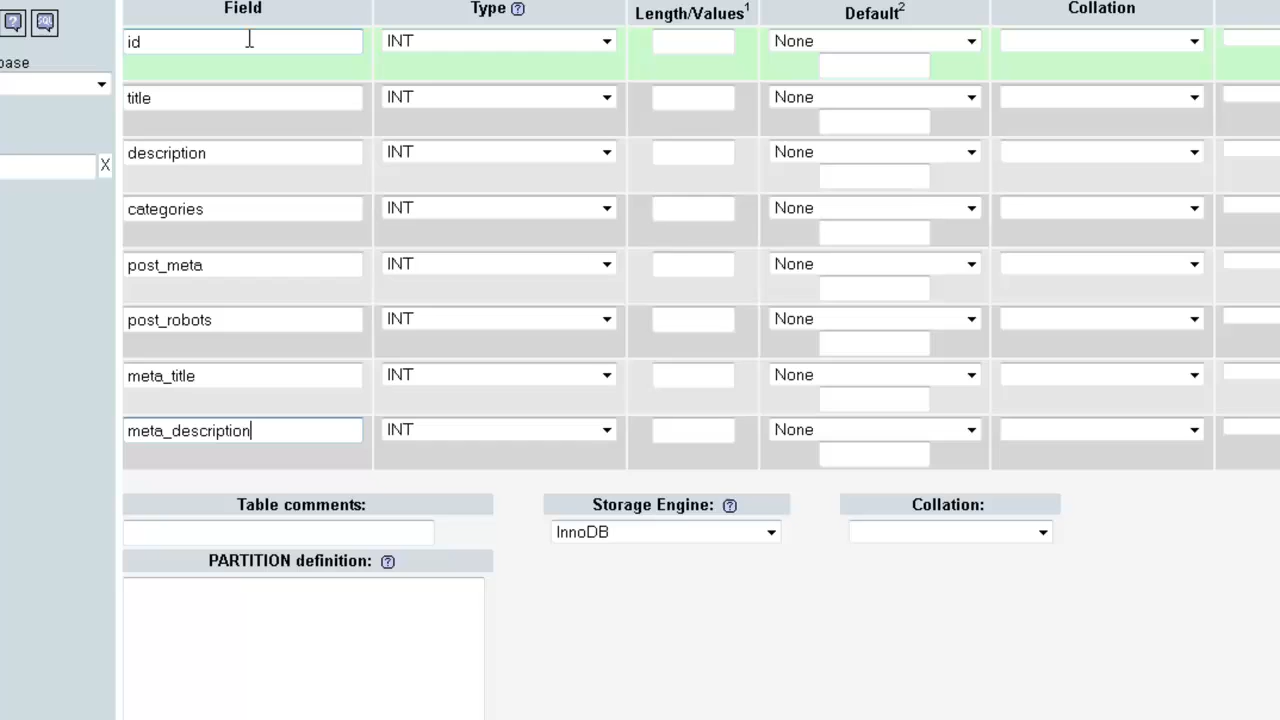 Field Type ? Length/Values1 Default2 Collation
? SQL
id INT None
base
title INT None
description INT None
X
categories INT None
post_meta INT None
post_robots INT None
meta_title INT None
meta_description INT None
Table comments: Storage Engine: ? Collation:
InnoDB
PARTITION definition: ?